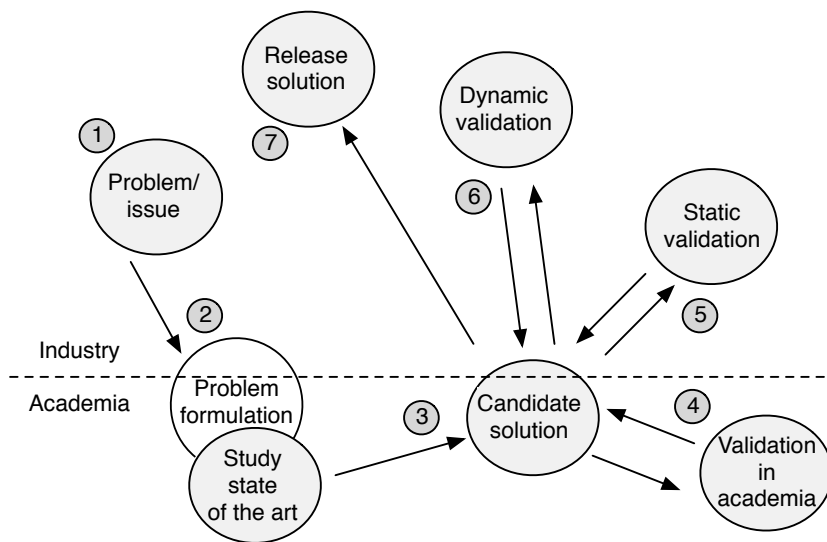 Release
solution
7
Dynamic
validation
1
Problem/
issue
6
Static
validation
5
2
Industry
Academia
Problem
formulation
Study
state
of the art
3
Candidate
solution
4
Validation
in
academia